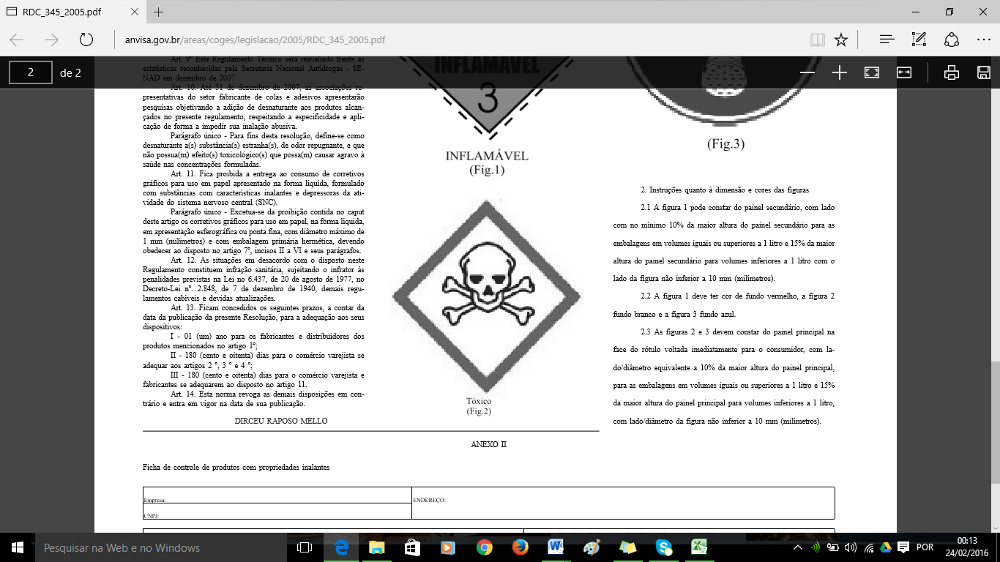 RDC_345_2005.pdf
anvisa.gov.br/areas/coges/legislacao/2005/RDC_345_2005.pdf
2 de 2
Art. 9º Este Regulamento Técnico será reavaliado frente às
estatísticas reconhecidas pela Secretaria Nacional Antidrogas - SE-
NAD em dezembro de 2007.
Art. 10. Até 31 de dezembro de 2007, as associações re-
presentativas do setor fabricante de colas e adesivos apresentarão
pesquisas objetivando a adição de desnaturante aos produtos alcan-
çados no presente regulamento, respeitando a especificidade e apli-
cação de forma a impedir sua inalação abusiva.
Parágrafo único - Para fins desta resolução, define-se como
desnaturante a(s) substância(s) estranha(s), de odor repugnante, e que
não possua(m) efeito(s) toxicológico(s) que possa(m) causar agravo à
saúde nas concentrações formuladas.
Art. 11. Fica proibida a entrega ao consumo de corretivos
gráficos para uso em papel apresentado na forma líquida, formulado
com substâncias com características inalantes e depressoras da ati-
vidade do sistema nervoso central (SNC).
Parágrafo único - Excetua-se da proibição contida no caput
deste artigo os corretivos gráficos para uso em papel, na forma líquida,
em apresentação esferográfica ou ponta fina, com diâmetro máximo de
1 mm (milímetros) e com embalagem primária hermética, devendo
obedecer ao disposto no artigo 7º, incisos II a VI e seus parágrafos.
Art. 12. As situações em desacordo com o disposto neste
Regulamento constituem infração sanitária, sujeitando o infrator às
penalidades previstas na Lei no 6.437, de 20 de agosto de 1977, no
Decreto-Lei nº. 2.848, de 7 de dezembro de 1940, demais regu-
lamentos cabíveis e devidas atualizações.
Art. 13. Ficam concedidos os seguintes prazos, a contar da
data da publicação da presente Resolução, para a adequação aos seus
dispositivos:
I - 01 (um) ano para os fabricantes e distribuidores dos
produtos mencionados no artigo 1º;
II - 180 (cento e oitenta) dias para o comércio varejista se
adequar aos artigos 2 º, 3 º e 4 º;
III - 180 (cento e oitenta) dias para o comércio varejista e
fabricantes se adequarem ao disposto no artigo 11.
Art. 14. Esta norma revoga as demais disposições em con-
trário e entra em vigor na data de sua publicação.
DIRCEU RAPOSO MELLO
INFLAMÁVEL
3
INFLAMÁVEL
(Fig.1)
Tóxico
(Fig.2)
(Fig.3)
2. Instruções quanto à dimensão e cores das figuras
2.1 A figura 1 pode constar do painel secundário, com lado
com no mínimo 10% da maior altura do painel secundário para as
embalagens em volumes iguais ou superiores a 1 litro e 15% da maior
altura do painel secundário para volumes inferiores a 1 litro com o
lado da figura não inferior a 10 mm (milímetros).
2.2 A figura 1 deve ter cor de fundo vermelho, a figura 2
fundo branco e a figura 3 fundo azul.
2.3 As figuras 2 e 3 devem constar do painel principal na
face do rótulo voltada imediatamente para o consumidor, com la-
do/diâmetro equivalente a 10% da maior altura do painel principal,
para as embalagens em volumes iguais ou superiores a 1 litro e 15%
da maior altura do painel principal para volumes inferiores a 1 litro,
com lado/diâmetro da figura não inferior a 10 mm (milímetros).
ANEXO II
Ficha de controle de produtos com propriedades inalantes
Empresa:
ENDEREÇO:
CNPJ:
Pesquisar na Web e no Windows
POR
00:13
24/02/2016